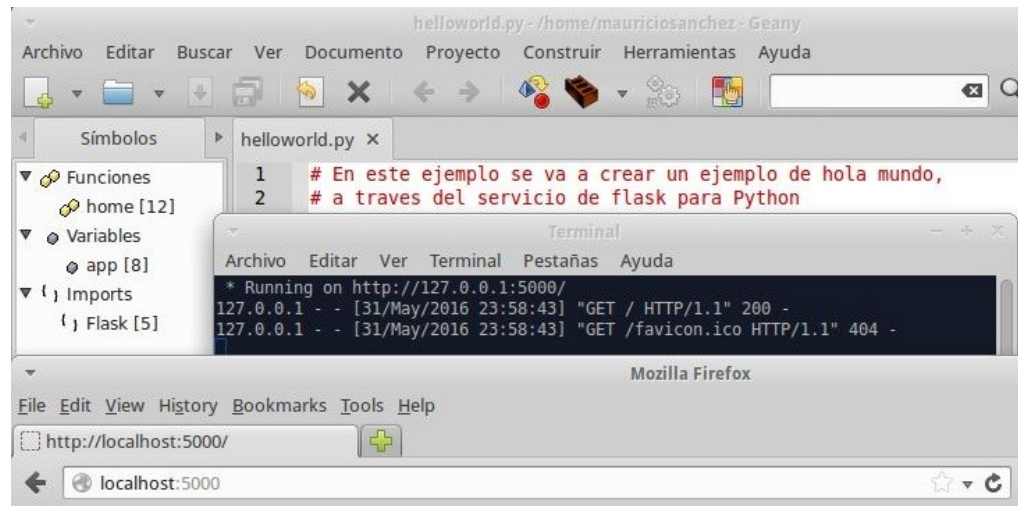 helloworld.py - /home/mauriciosanchez - Geany
Archivo Editar Buscar Ver Documento Proyecto Construir Herramientas Ayuda
Símbolos
helloworld.py
Funciones
home [12]
Variables
app [8]
Imports
Flask [5]
1 # En este ejemplo se va a crear un ejemplo de hola mundo,
2 # a traves del servicio de flask para Python
Terminal
Archivo Editar Ver Terminal Pestañas Ayuda
* Running on http://127.0.0.1:5000/
127.0.0.1 - - [31/May/2016 23:58:43] "GET / HTTP/1.1" 200 -
127.0.0.1 - - [31/May/2016 23:58:43] "GET /favicon.ico HTTP/1.1" 404 -
Mozilla Firefox
File Edit View History Bookmarks Tools Help
http://localhost:5000/
localhost:5000